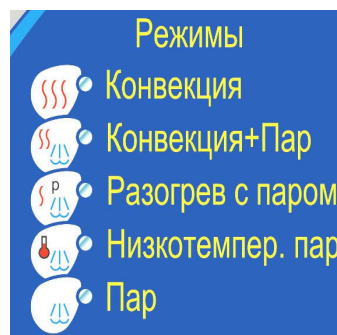 Режимы
Конвекция
Конвекция+Пар
P
Разогрев с паром
Низкотемпер. пар
Пар